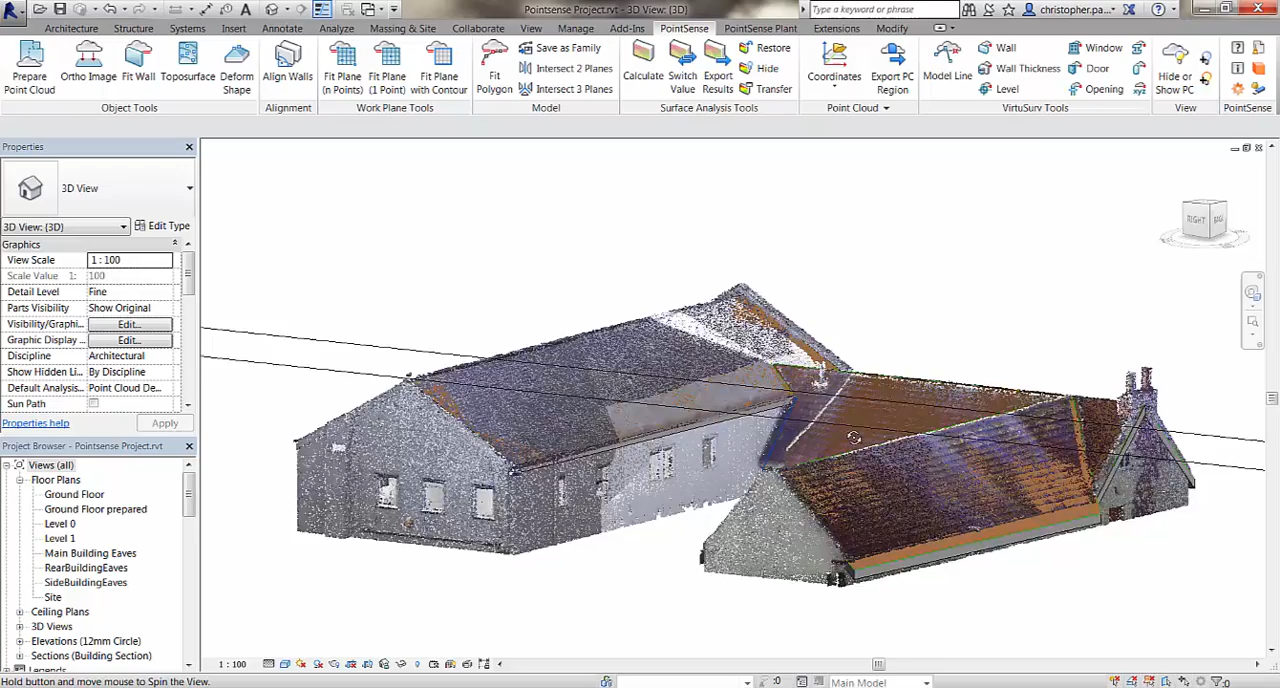 Pointsense Project.rvt - 3D View: {3D}
Type a keyword or phrase
christopher.pa...
Architecture Structure Systems Insert Annotate Analyze Massing & Site Collaborate View Manage Add-Ins PointSense PointSense Plant Extensions Modify
Prepare Point Cloud
Ortho Image
Fit Wall
Toposurface
Deform Shape
Object Tools
Align Walls
Alignment
Fit Plane (n Points)
Fit Plane (1 Point)
Fit Plane with Contour
Work Plane Tools
Fit Polygon
Save as Family
Intersect 2 Planes
Intersect 3 Planes
Model
Calculate
Switch Value
Export Results
Restore
Hide
Transfer
Surface Analysis Tools
Coordinates
Export PC Region
Point Cloud
Model Line
Wall
Wall Thickness
Level
Window
Door
Opening
VirtuSurv Tools
Hide or Show PC
View
PointSense
Properties
3D View
3D View: {3D}
Edit Type
Graphics
View Scale 1 : 100
Scale Value 1: 100
Detail Level Fine
Parts Visibility Show Original
Visibility/Graphi... Edit...
Graphic Display ... Edit...
Discipline Architectural
Show Hidden Li... By Discipline
Default Analysis... Point Cloud De...
Sun Path
Properties help
Apply
Project Browser - Pointsense Project.rvt
Views (all)
Floor Plans
Ground Floor
Ground Floor prepared
Level 0
Level 1
Main Building Eaves
RearBuildingEaves
SideBuildingEaves
Site
Ceiling Plans
3D Views
Elevations (12mm Circle)
Sections (Building Section)
Legends
RIGHT
1 : 100
Hold button and move mouse to Spin the View.
:0
Main Model
:0